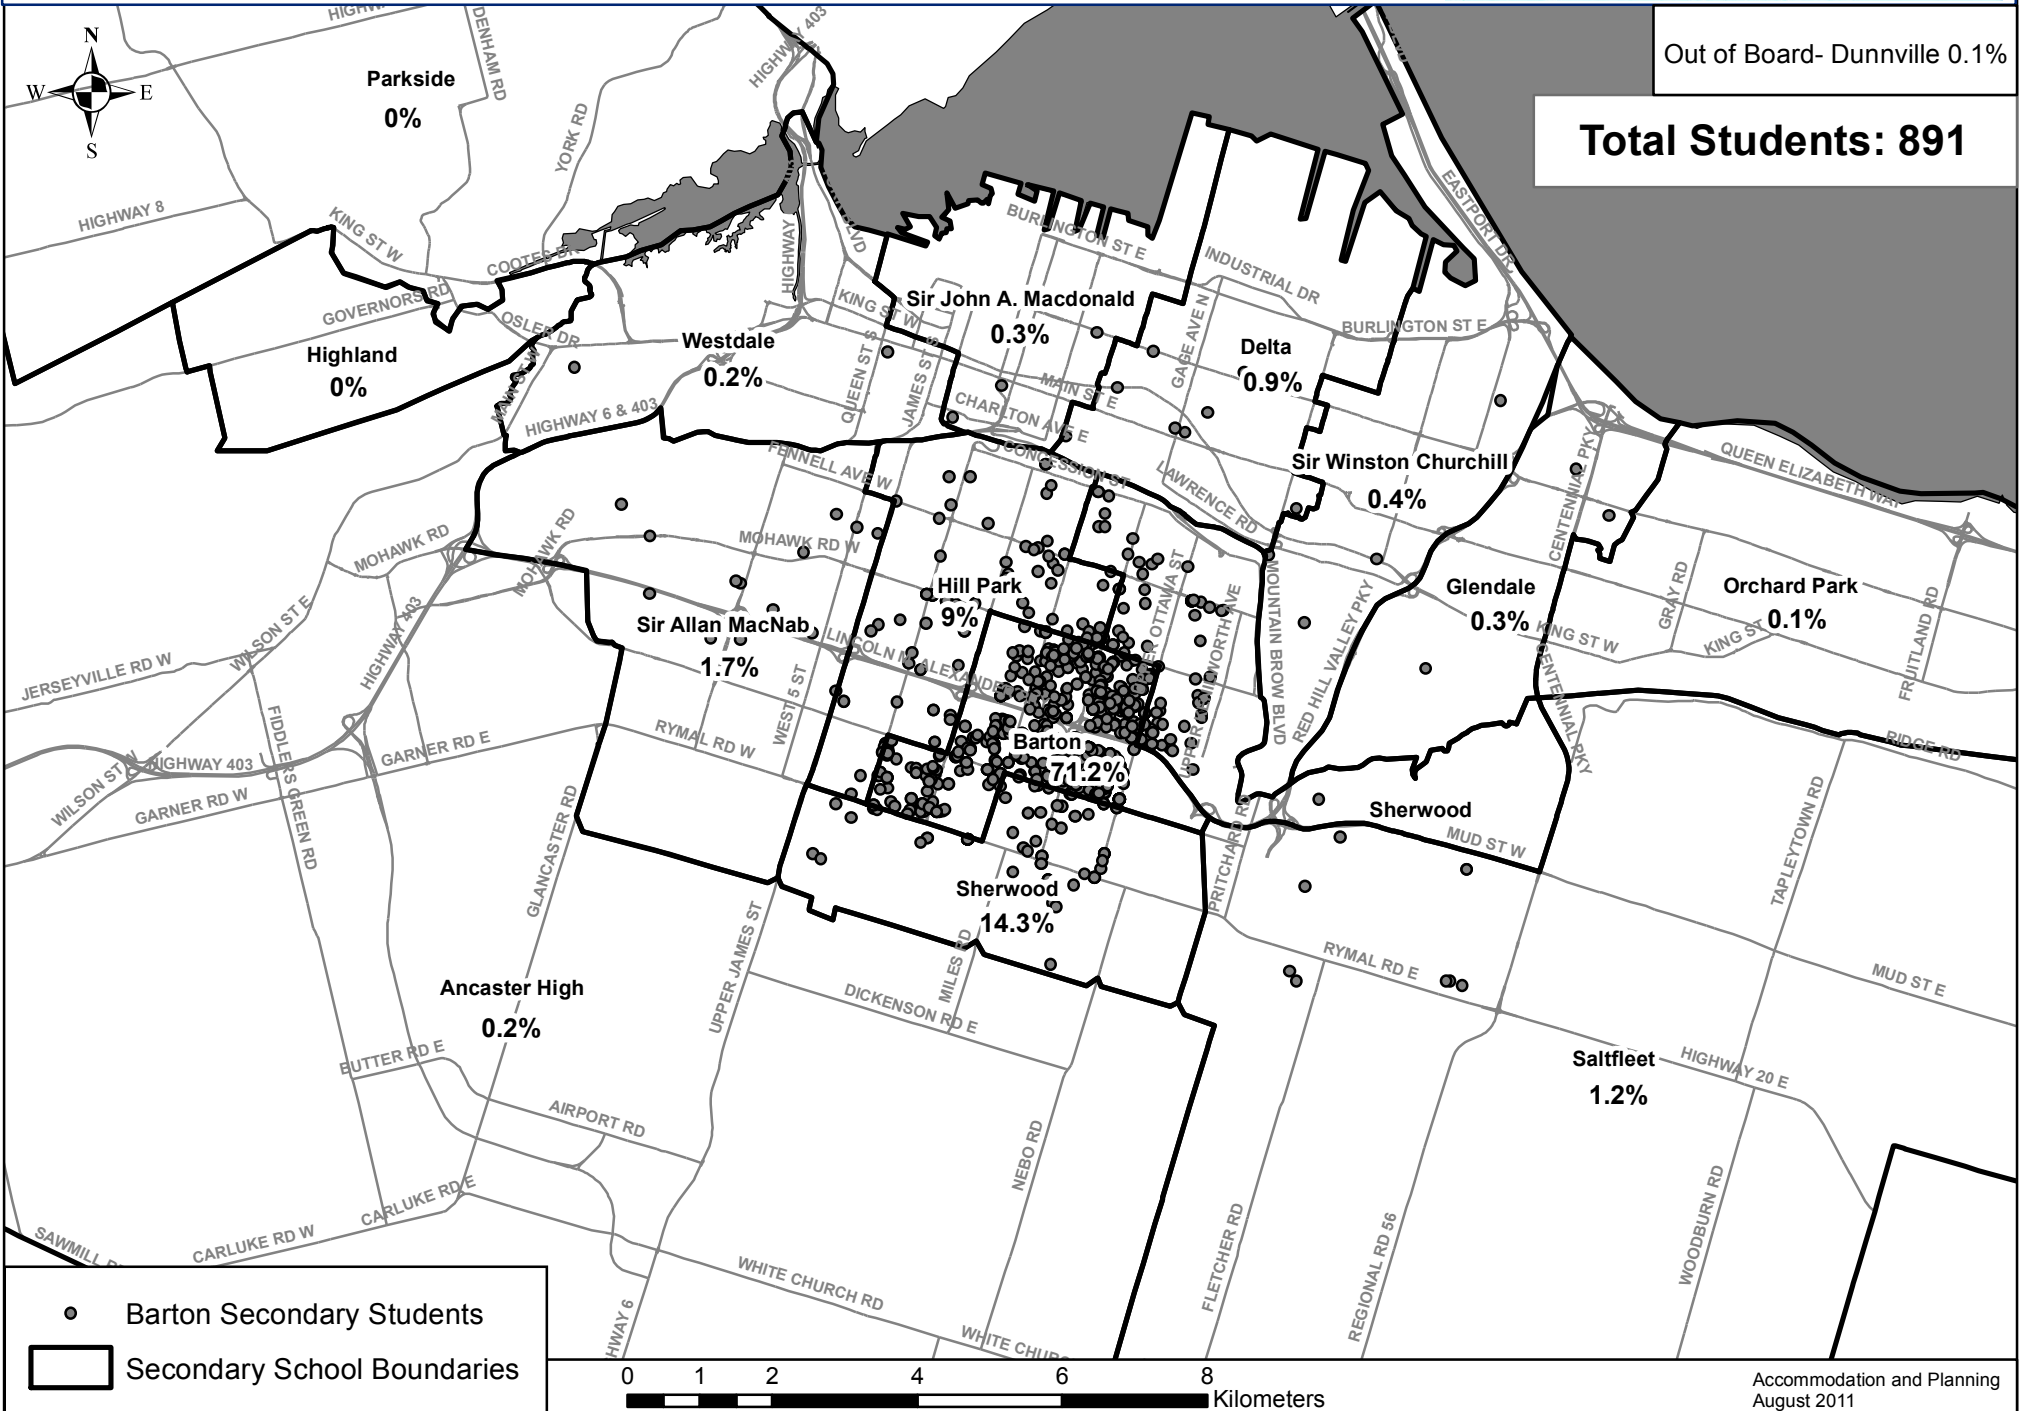 Out of Board- Dunnville 0.1%
Total Students: 891
N
W
E
S
Parkside
0%
DENHAM RD
HIGHWAY 403
YORK RD
HIGHWAY 8
KING ST W
COOTES DR
GOVERNORS RD
OSLER DR
MAIN ST W
HIGHWAY 6 & 403
HIGHWAY
KING ST W
QUEEN ST S
JAMES ST S
BURLINGTON ST E
INDUSTRIAL DR
EASTPORT DR
BURLINGTON ST E
GAGE AVE N
MAIN ST E
CHARLTON AVE E
CONCESSION ST
LAWRENCE RD
Highland
0%
Westdale
0.2%
Sir John A. Macdonald
0.3%
Delta
0.9%
Sir Winston Churchill
0.4%
QUEEN ELIZABETH WAY
CENTENNIAL PKY
FENNELL AVE W
MOHAWK RD
MOHAWK RD
MOHAWK RD W
Hill Park
9%
Glendale
0.3%
Orchard Park
0.1%
GRAY RD
KING ST W
KING ST
FRUITLAND RD
WILSON ST E
HIGHWAY 403
JERSEYVILLE RD W
Sir Allan MacNab
1.7%
LINCOLN M ALEXANDER
WEST 5 ST
MOUNTAIN BROW BLVD
RED HILL VALLEY PKY
CENTENNIAL PKY
RIDGE RD
FIDDLERS GREEN RD
GARNER RD E
RYMAL RD W
HIGHWAY 403
WILSON ST W
GARNER RD W
Barton
71.2%
Sherwood
MUD ST W
PRITCHARD RD
TAPLEYTOWN RD
GLANCASTER RD
Sherwood
14.3%
UPPER JAMES ST
MILES RD
RYMAL RD E
MUD ST E
DICKENSON RD E
Ancaster High
0.2%
BUTTER RD E
Saltfleet
1.2%
HIGHWAY 20 E
AIRPORT RD
NEBO RD
CARLUKE RD E
CARLUKE RD W
FLETCHER RD
REGIONAL RD 56
WOODBURN RD
WHITE CHURCH RD
Barton Secondary Students
Secondary School Boundaries
0 1 2 4 6 8
Kilometers
Accommodation and Planning
August 2011